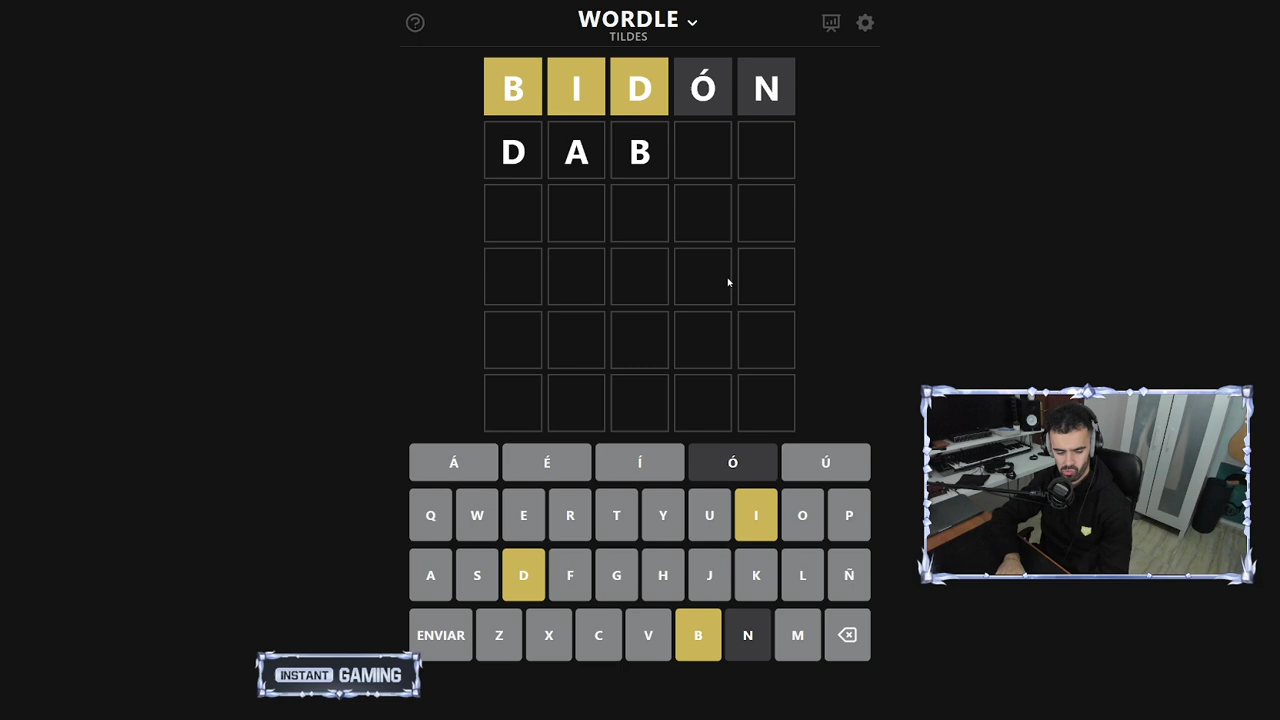 WORDLE
TILDES
B I D Ó N
D A B
Á É Í Ó Ú
Q W E R T Y U I O P
A S D F G H J K L Ñ
ENVIAR Z X C V B N M
INSTANT GAMING